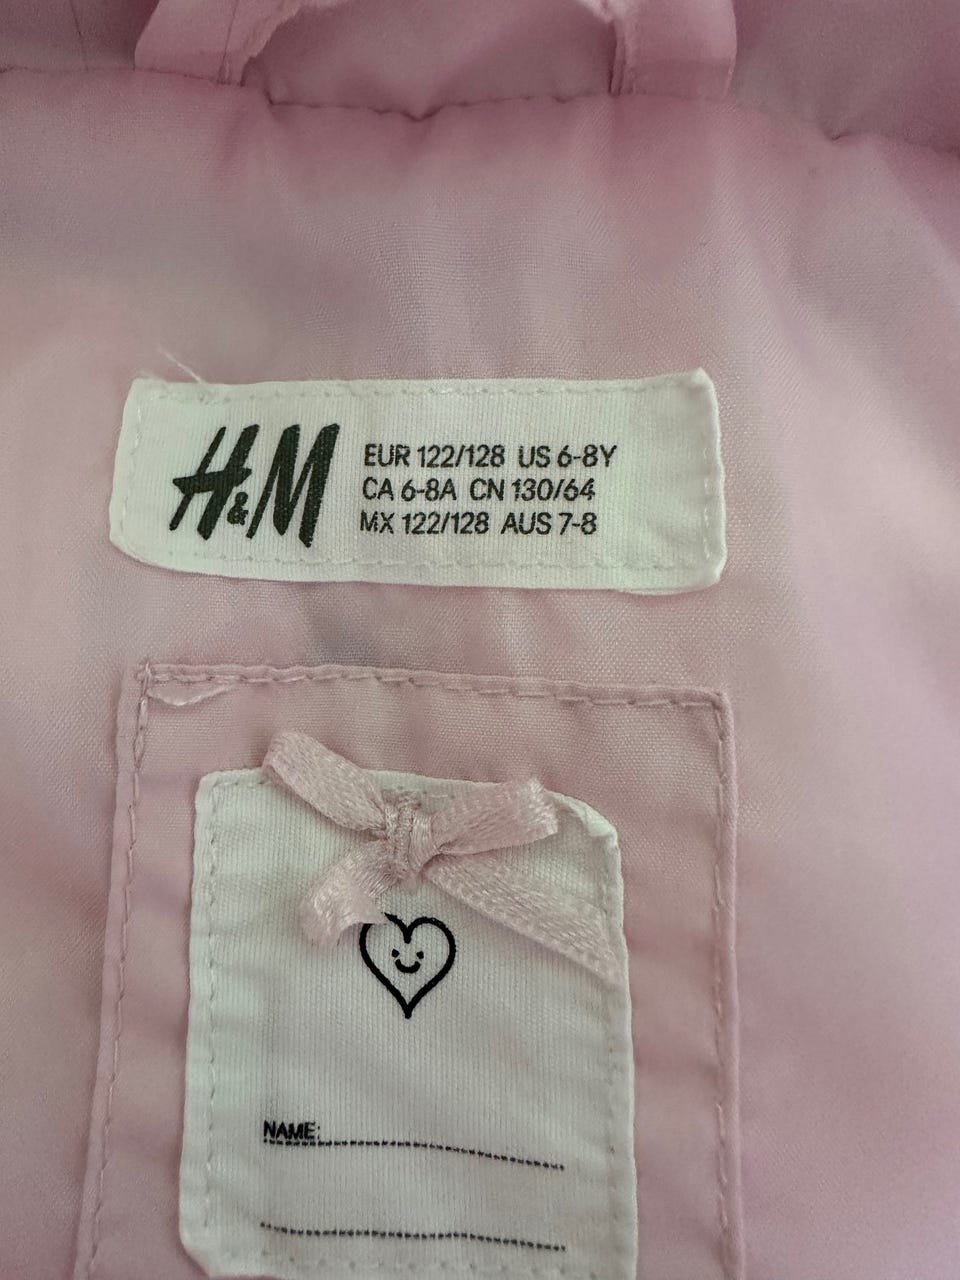 H&M
EUR 122/128 US 6-8Y
CA 6-8A CN 130/64
MX 122/128 AUS 7-8
NAME: